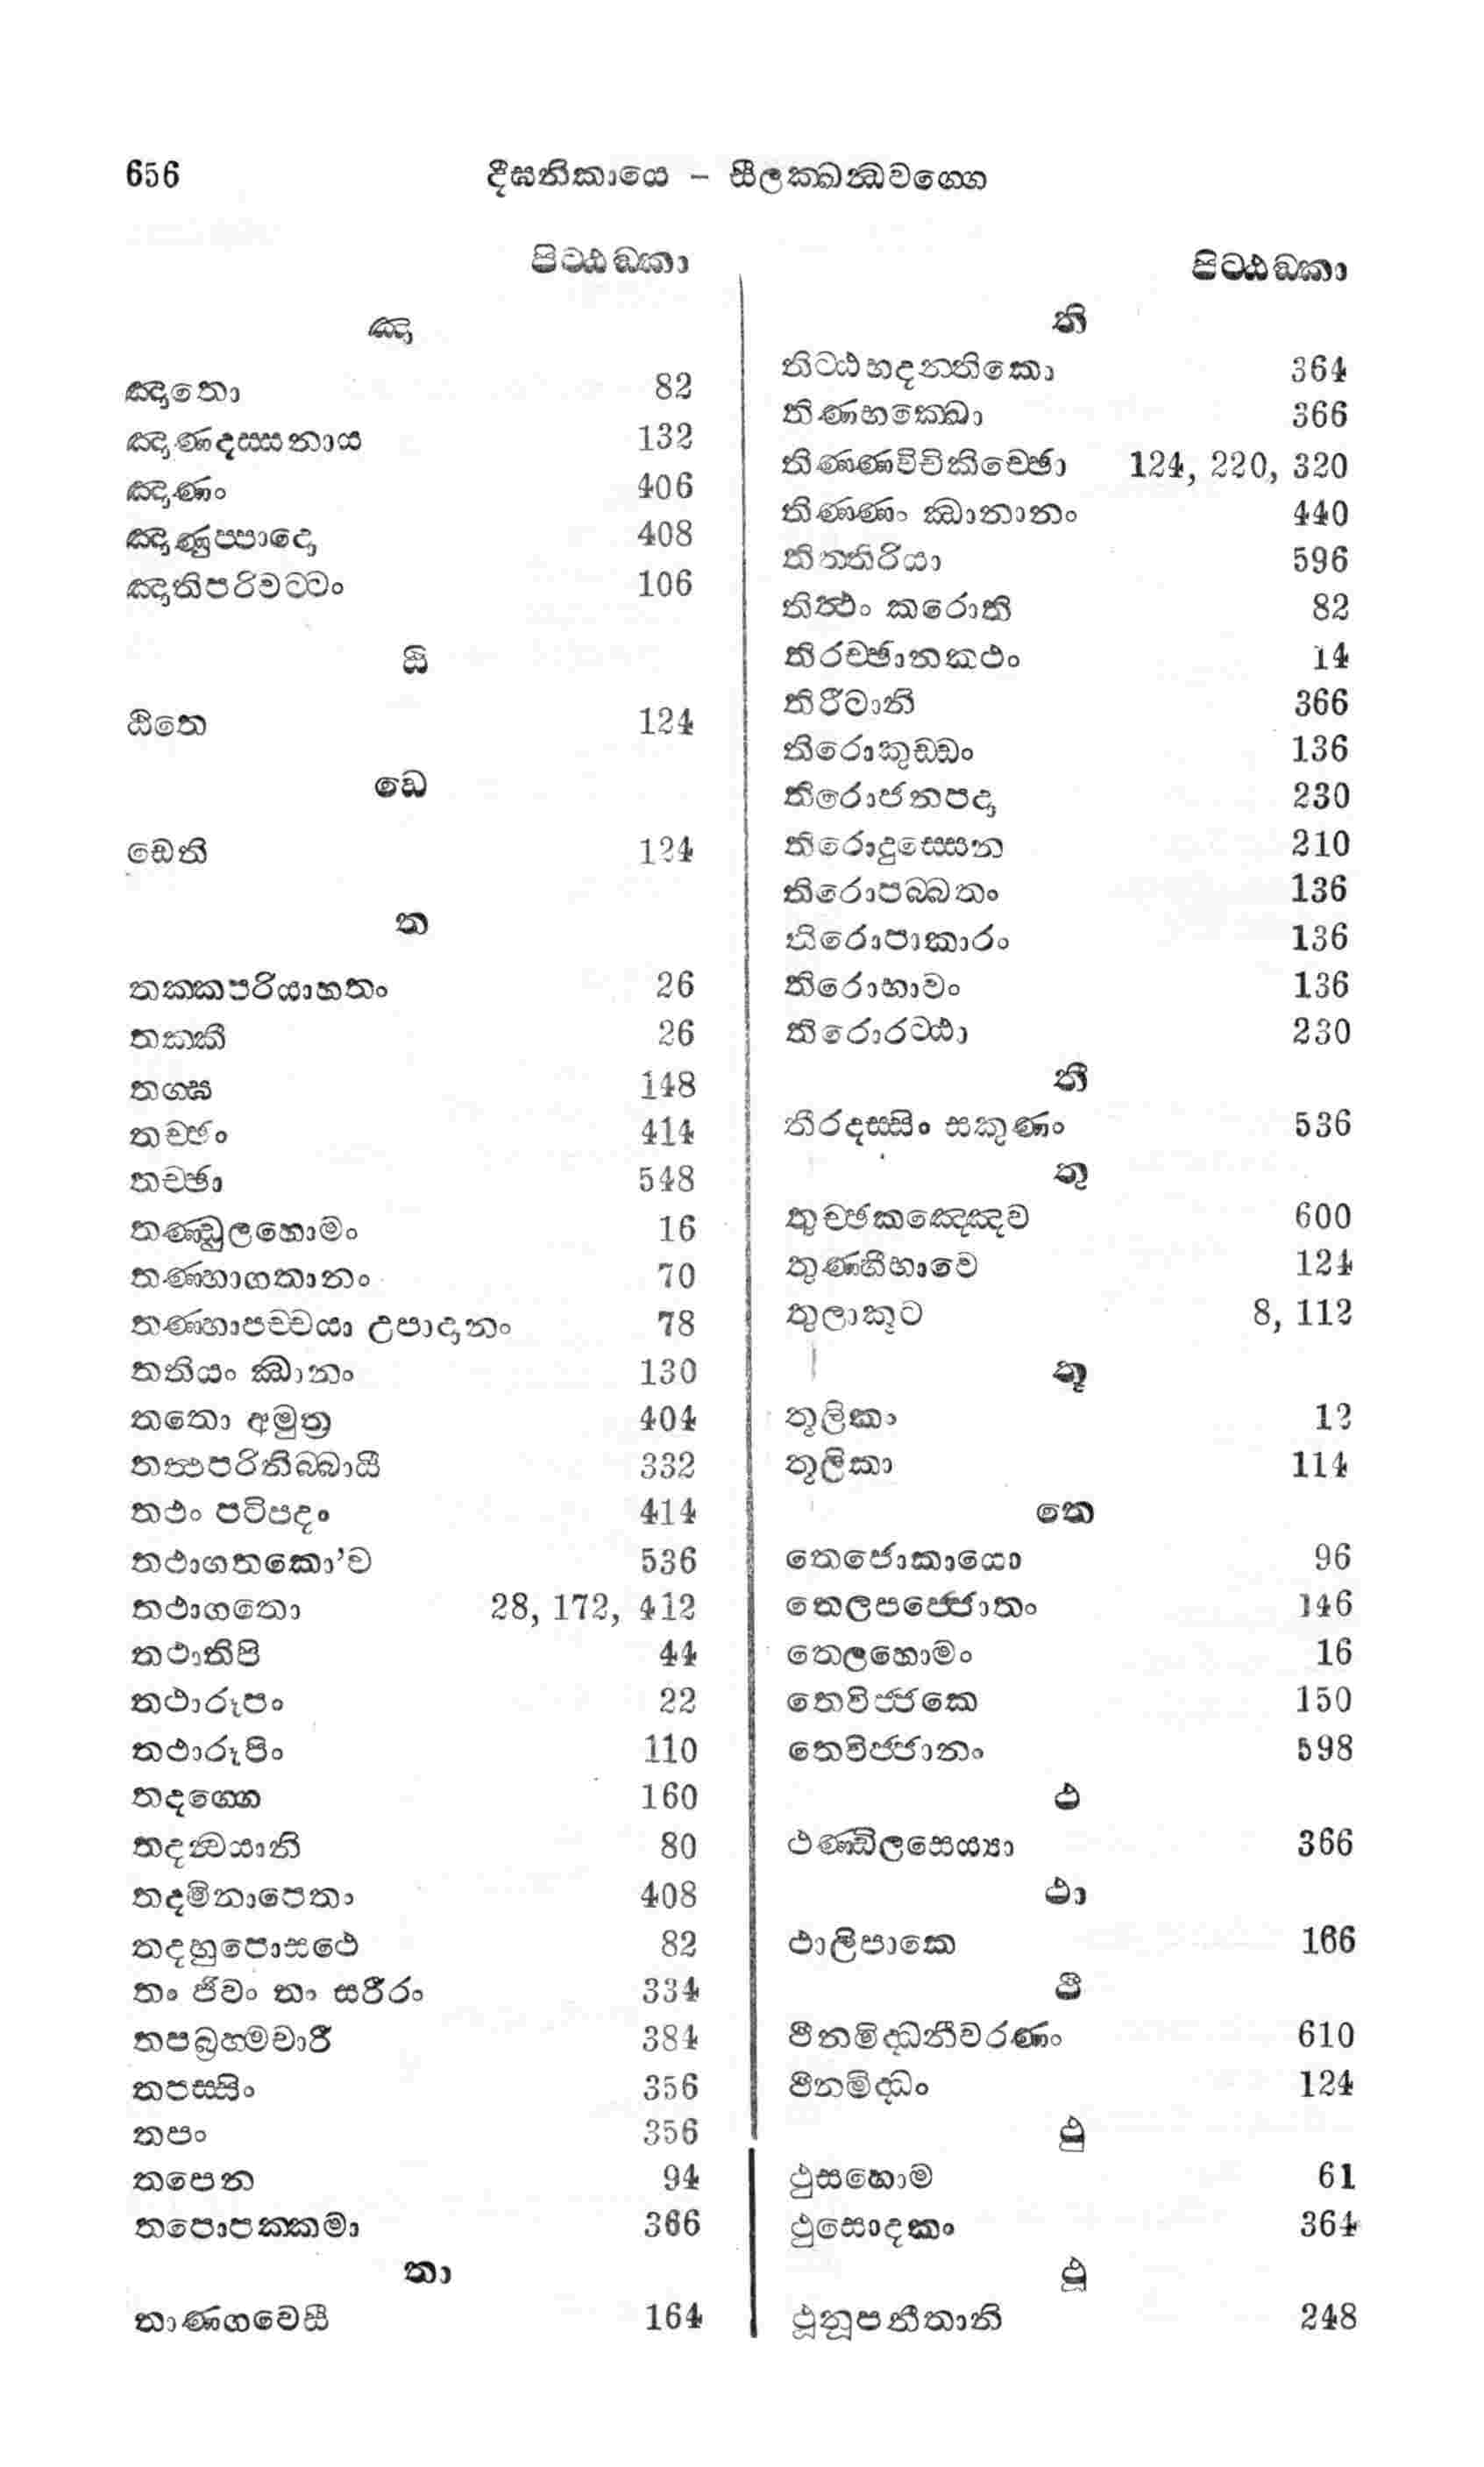 656 දීඝනිකායෙ – සීලක්ඛන්ධවග්ගෙ
පිට්ඨඞ්කා
ඤා
ඤාතො 82
ඤාණදස්සනාය 132
ඤාණං 406
ඤාණුප්පාදො 408
ඤාතිපරිවට්ටං 106
ඨි
ඨිතෙ 124
ඩෙ
ඩෙති 124
ත
තක්කපරියාහතං 26
තක්කී 26
තග්ඝ 148
තච්ඡං 414
තච්ඡා 548
තණ්ඩුලහොමං 16
තණ්හාගතානං 70
තණ්හාපච්චයා උපාදානං 78
තතියං ඣානං 130
තතො අමුත්‍ර 404
තත්ථපරිනිබ්බායී 332
තථං පටිපදං 414
තථාගතකො’ව 536
තථාගතො 28, 172, 412
තථාතිපි 44
තථාරූපං 22
තථාරූපිං 110
තදග්ගෙ 160
තදන්වයානි 80
තදමිනාපෙතා 408
තදහුපොසථෙ 82
තං ජීවං තං සරීරං 334
තපබ්‍රහ්මචාරී 384
තපස්සිං 356
තපං 356
තපෙන 94
තපොපක්කමා 366
තා
තාණගවෙසී 164
පිට්ඨඞ්කා
ති
තිට්ඨභදන්තිකො 364
තිණභක්ඛො 366
තිණ්ණවිචිකිච්ඡො 124, 220, 320
තිණ්ණං ඣානානං 440
තිත්තිරියා 596
තිත්ථං කරොති 82
තිරච්ඡානකථං 14
තිරීටානි 366
තිරොකුඩ්ඩං 136
තිරොජනපදා 230
තිරොදුස්සෙන 210
තිරොපබ්බතං 136
තිරොපාකාරං 136
තිරොභාවං 136
තිරොරට්ඨා 230
තී
තීරදස්සිං සකුණං 536
තු
තුච්ඡකඤ්ඤෙව 600
තුණ්හීභාවෙ 124
තුලාකූට 8, 112
තූ
තූලිකා 12
තූලිකා 114
තෙ
තෙජොකායො 96
තෙලපජ්ජොතං 146
තෙලහොමං 16
තෙවිජ්ජකෙ 150
තෙවිජ්ජානං 598
ථ
ථණ්ඩිලසෙය්‍යා 366
ථා
ථාලිපාකෙ 166
ථී
ථීනමිද්ධනීවරණං 610
ථීනමිද්ධං 124
ථු
ථුසහොම 61
ථුසොදකං 364
ථූ
ථූනූපනීතානි 248